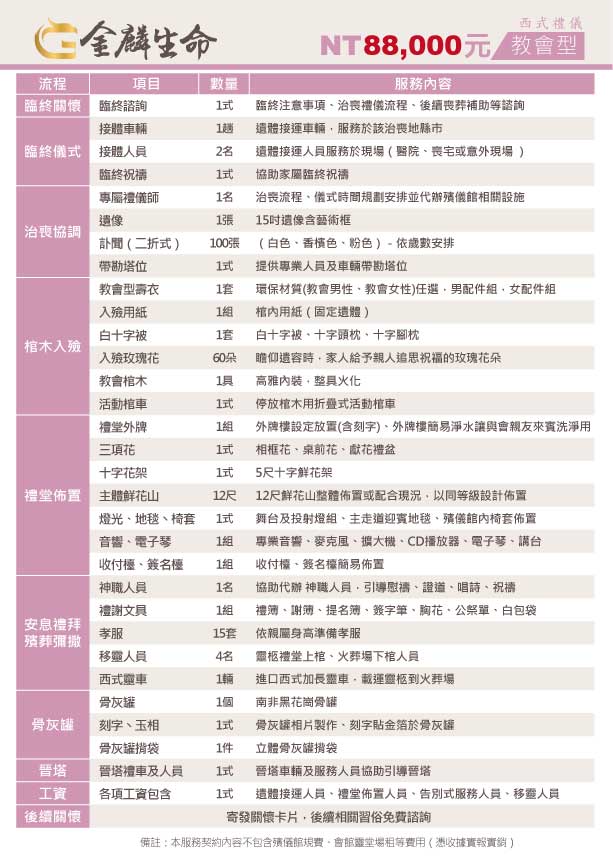 金麟生命
西式禮儀
NT88,000元 教會型
流程 項目 數量 服務內容
臨終關懷 臨終諮詢 1式 臨終注意事項、治喪禮儀流程、後續喪葬補助等諮詢
臨終儀式 接體車輛 1趟 遺體接運車輛，服務於該治喪地縣市
接體人員 2名 遺體接運人員服務於現場（醫院、喪宅或意外現場）
臨終祝禱 1式 協助家屬臨終祝禱
治喪協調 專屬禮儀師 1名 治喪流程、儀式時間規劃安排並代辦殯儀館相關設施
遺像 1張 15吋遺像含藝術框
訃聞（二折式） 100張 （白色、香檳色、粉色）- 依歲數安排
帶勘塔位 1式 提供專業人員及車輛帶勘塔位
棺木入殮 教會型壽衣 1套 環保材質(教會男性、教會女性)任選，男配件組，女配件組
入殮用紙 1組 棺內用紙（固定遺體）
白十字被 1套 白十字被、十字頭枕、十字腳枕
入殮玫瑰花 60朵 瞻仰遺容時，家人給予親人追思祝福的玫瑰花朵
教會棺木 1具 高雅內裝，整具火化
活動棺車 1式 停放棺木用折疊式活動棺車
禮堂佈置 禮堂外牌 1組 外牌樓設定放置(含刻字)、外牌樓簡易淨水讓與會親友來賓洗淨用
三項花 1式 相框花、桌前花、獻花禮盆
十字花架 1式 5尺十字鮮花架
主體鮮花山 12尺 12尺鮮花山整體佈置或配合現況，以同等級設計佈置
燈光、地毯、椅套 1式 舞台及投射燈組、主走道迎賓地毯、殯儀館內椅套佈置
音響、電子琴 1組 專業音響、麥克風、擴大機、CD播放器、電子琴、講台
收付檯、簽名檯 1組 收付檯、簽名檯簡易佈置
安息禮拜殯葬彌撒 神職人員 1名 協助代辦 神職人員，引導慰禱、證道、唱詩、祝禱
禮謝文具 1組 禮簿、謝簿、提名簿、簽字筆、胸花、公祭單、白包袋
孝服 15套 依親屬身高準備孝服
移靈人員 4名 靈柩禮堂上棺、火葬場下棺人員
西式靈車 1輛 進口西式加長靈車，載運靈柩到火葬場
骨灰罐 骨灰罐 1個 南非黑花崗骨罐
刻字、玉相 1式 骨灰罐相片製作、刻字貼金箔於骨灰罐
骨灰罐揹袋 1件 立體骨灰罐揹袋
晉塔 晉塔禮車及人員 1式 晉塔車輛及服務人員協助引導晉塔
工資 各項工資包含 1式 遺體接運人員、禮堂佈置人員、告別式服務人員、移靈人員
後續關懷 寄發關懷卡片，後續相關習俗免費諮詢
備註：本服務契約內容不包含殯儀館規費、會館靈堂場租等費用（憑收據實報實銷）